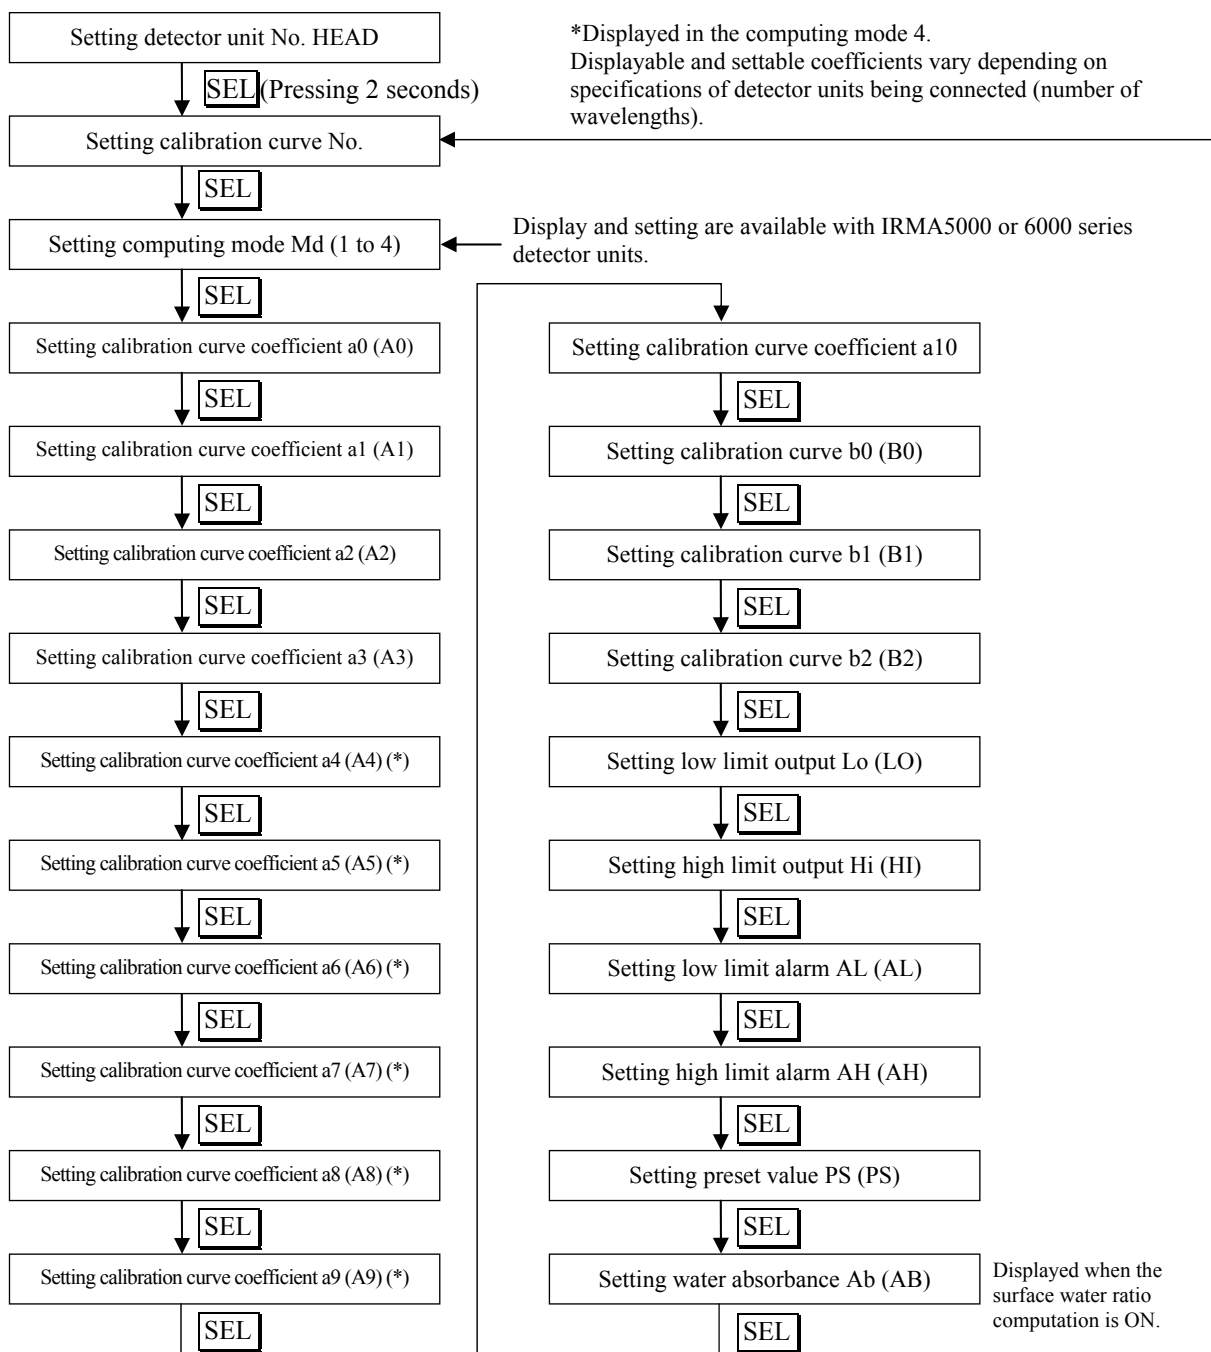 Setting detector unit No. HEAD
SEL (Pressing 2 seconds)
*Displayed in the computing mode 4.
Displayable and settable coefficients vary depending on
specifications of detector units being connected (number of
wavelengths).
Setting calibration curve No.
SEL
Setting computing mode Md (1 to 4)
Display and setting are available with IRMA5000 or 6000 series
detector units.
SEL
Setting calibration curve coefficient a0 (A0)
SEL
Setting calibration curve coefficient a1 (A1)
SEL
Setting calibration curve coefficient a2 (A2)
SEL
Setting calibration curve coefficient a3 (A3)
SEL
Setting calibration curve coefficient a4 (A4) (*)
SEL
Setting calibration curve coefficient a5 (A5) (*)
SEL
Setting calibration curve coefficient a6 (A6) (*)
SEL
Setting calibration curve coefficient a7 (A7) (*)
SEL
Setting calibration curve coefficient a8 (A8) (*)
SEL
Setting calibration curve coefficient a9 (A9) (*)
SEL
Setting calibration curve coefficient a10
SEL
Setting calibration curve b0 (B0)
SEL
Setting calibration curve b1 (B1)
SEL
Setting calibration curve b2 (B2)
SEL
Setting low limit output Lo (LO)
SEL
Setting high limit output Hi (HI)
SEL
Setting low limit alarm AL (AL)
SEL
Setting high limit alarm AH (AH)
SEL
Setting preset value PS (PS)
SEL
Setting water absorbance Ab (AB)
Displayed when the
surface water ratio
computation is ON.
SEL